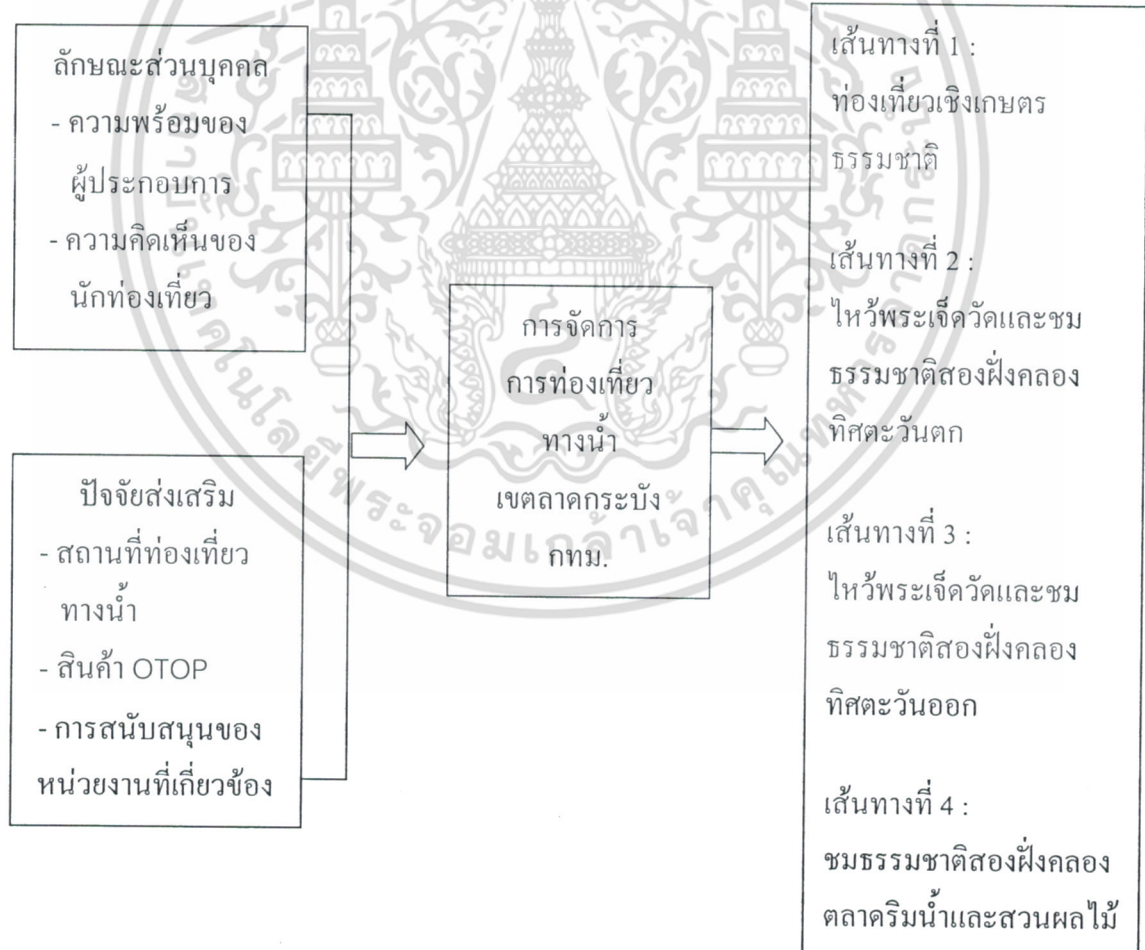 ลักษณะส่วนบุคคล
- ความพร้อมของ
ผู้ประกอบการ
- ความคิดเห็นของ
นักท่องเที่ยว
ปัจจัยส่งเสริม
- สถานที่ท่องเที่ยว
ทางน้ำ
- สินค้า OTOP
- การสนับสนุนของ
หน่วยงานที่เกี่ยวข้อง
การจัดการ
การท่องเที่ยว
ทางน้ำ
เขตลาดกระบัง
กทม.
เส้นทางที่ 1 :
ท่องเที่ยวเชิงเกษตร
ธรรมชาติ
เส้นทางที่ 2 :
ไหว้พระเจ็ดวัดและชม
ธรรมชาติสองฝั่งคลอง
ทิศตะวันตก
เส้นทางที่ 3 :
ไหว้พระเจ็ดวัดและชม
ธรรมชาติสองฝั่งคลอง
ทิศตะวันออก
เส้นทางที่ 4 :
ชมธรรมชาติสองฝั่งคลอง
ตลาดริมน้ำและสวนผลไม้